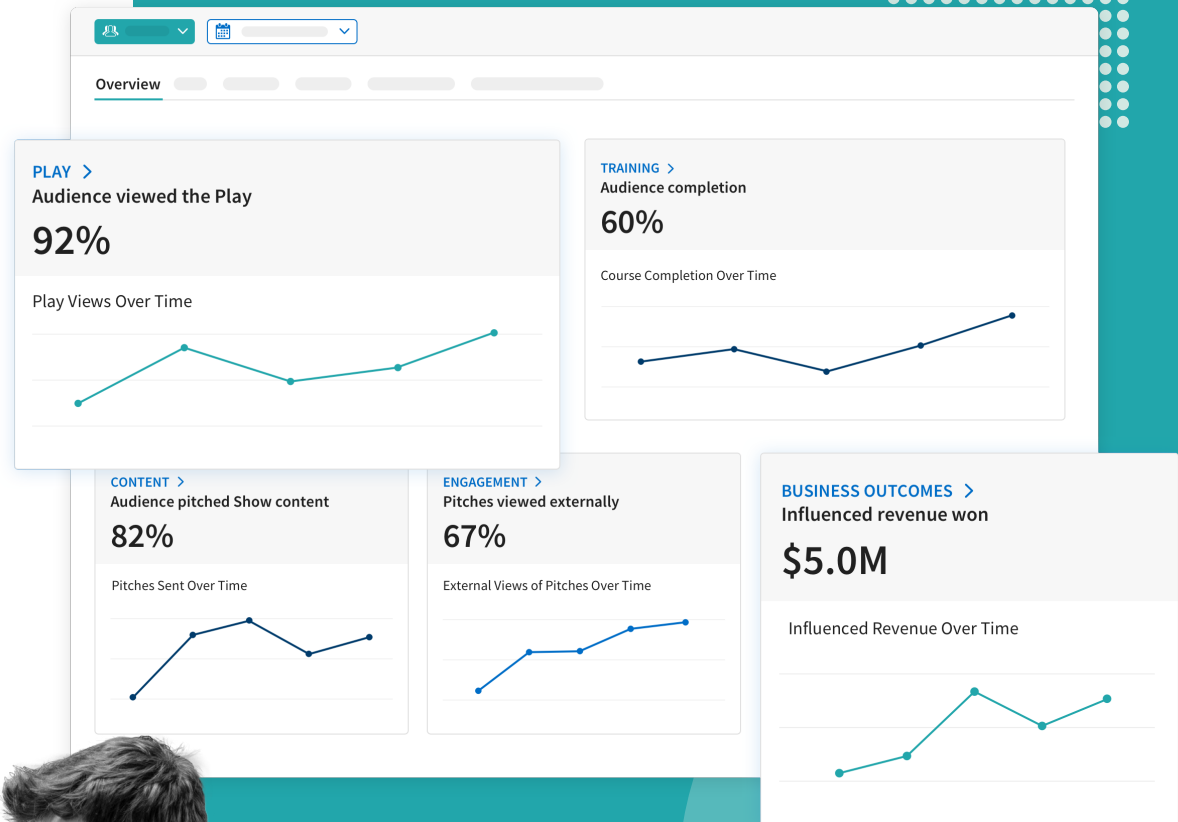 Overview
PLAY
Audience viewed the Play
92%
Play Views Over Time
TRAINING
Audience completion
60%
Course Completion Over Time
CONTENT
Audience pitched Show content
82%
Pitches Sent Over Time
ENGAGEMENT
Pitches viewed externally
67%
External Views of Pitches Over Time
BUSINESS OUTCOMES
Influenced revenue won
$5.0M
Influenced Revenue Over Time